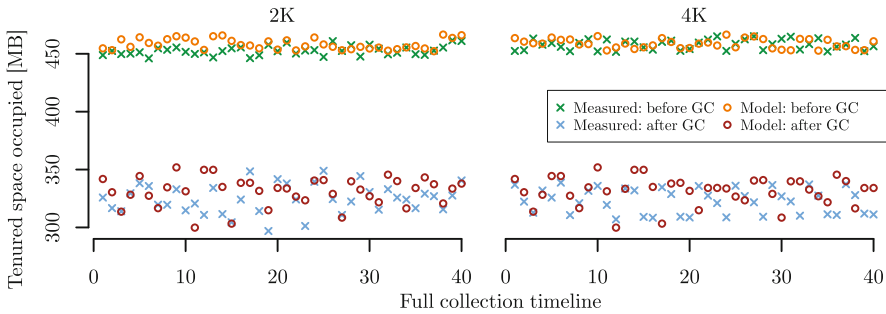 2K 4K
Tenured space occupied [MB]
450
400
350
300
Measured: before GC Model: before GC
Measured: after GC Model: after GC
0 10 20 30 40 0 10 20 30 40
Full collection timeline